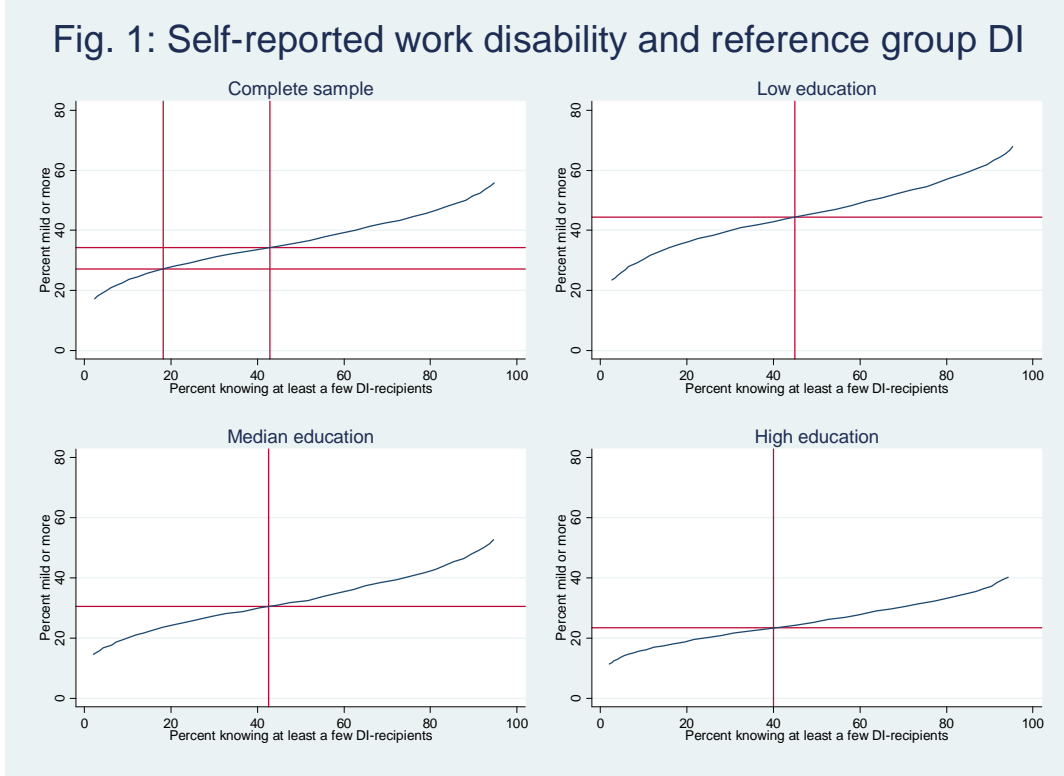 Fig. 1: Self-reported work disability and reference group DI
Complete sample
Percent mild or more
80
60
40
20
0
0 20 40 60 80 100
Percent knowing at least a few DI-recipients
Low education
Percent mild or more
80
60
40
20
0
0 20 40 60 80 100
Percent knowing at least a few DI-recipients
Median education
Percent mild or more
80
60
40
20
0
0 20 40 60 80 100
Percent knowing at least a few DI-recipients
High education
Percent mild or more
80
60
40
20
0
0 20 40 60 80 100
Percent knowing at least a few DI-recipients